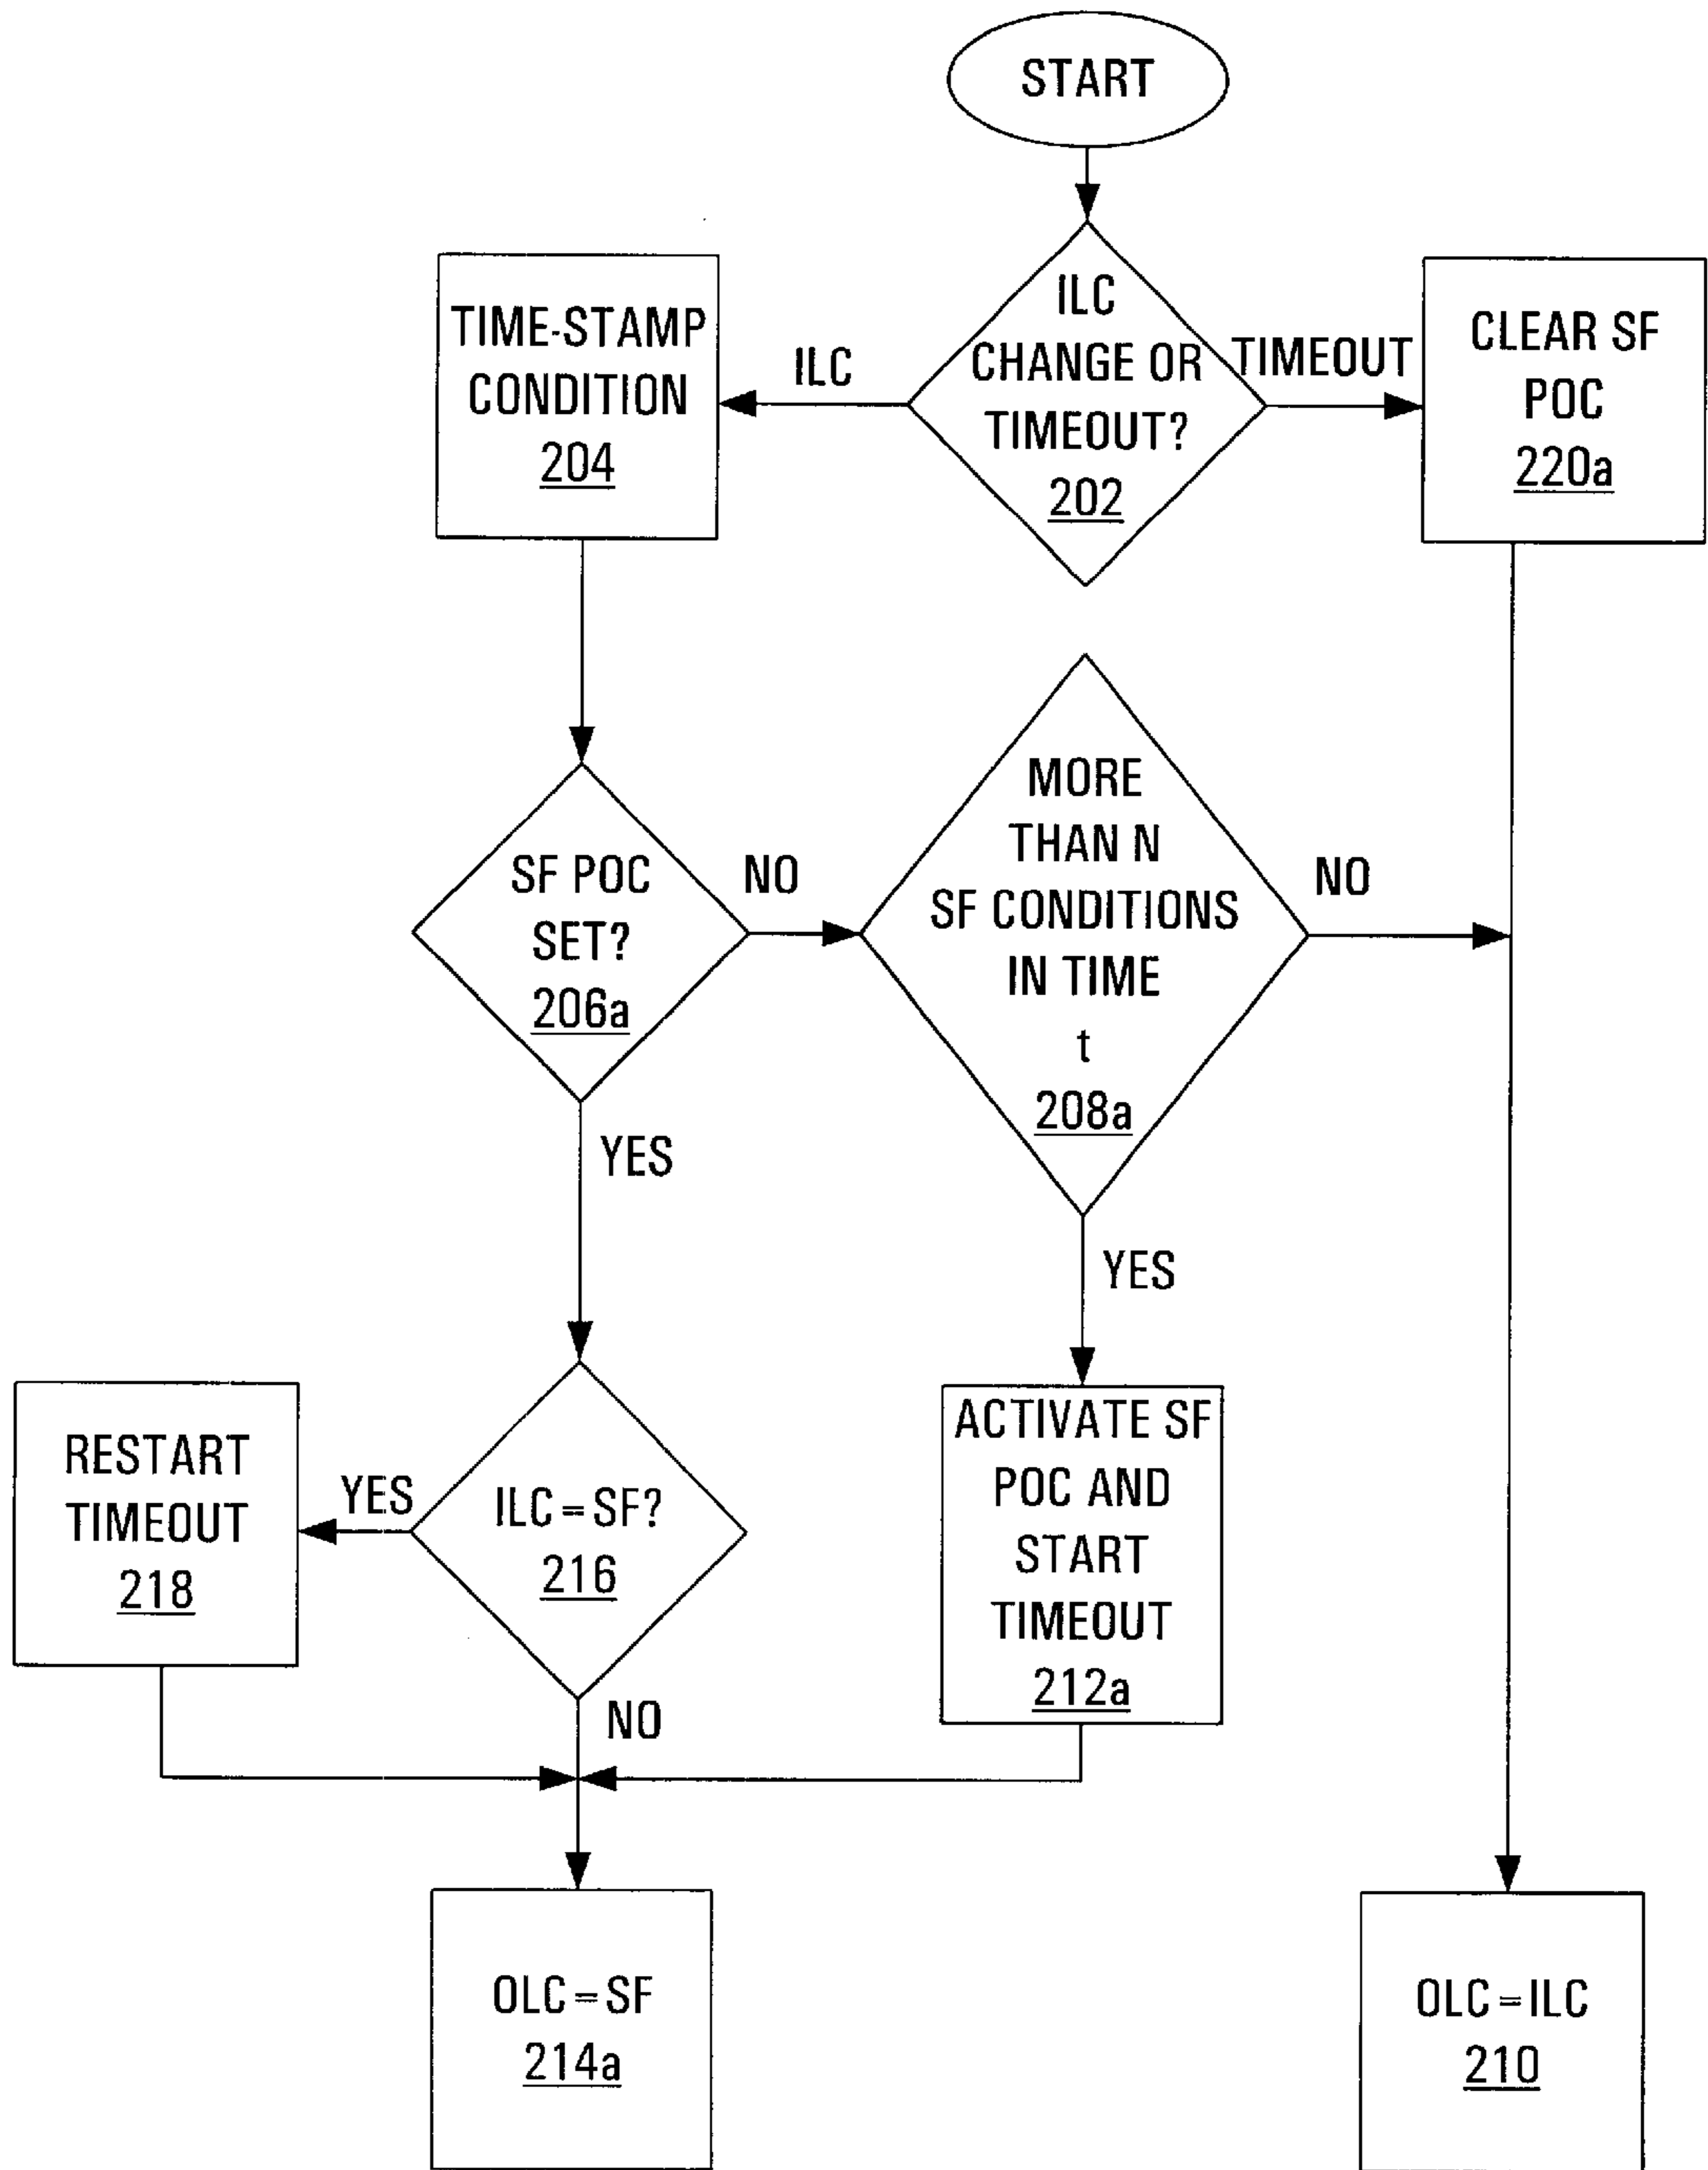 START
ILC
CHANGE OR
TIMEOUT?
202
ILC
TIMEOUT
TIME-STAMP
CONDITION
204
CLEAR SF
POC
220a
SF POC
SET?
206a
NO
YES
MORE
THAN N
SF CONDITIONS
IN TIME
t
208a
NO
YES
ILC = SF?
216
YES
NO
RESTART
TIMEOUT
218
ACTIVATE SF
POC AND
START
TIMEOUT
212a
OLC = SF
214a
OLC = ILC
210